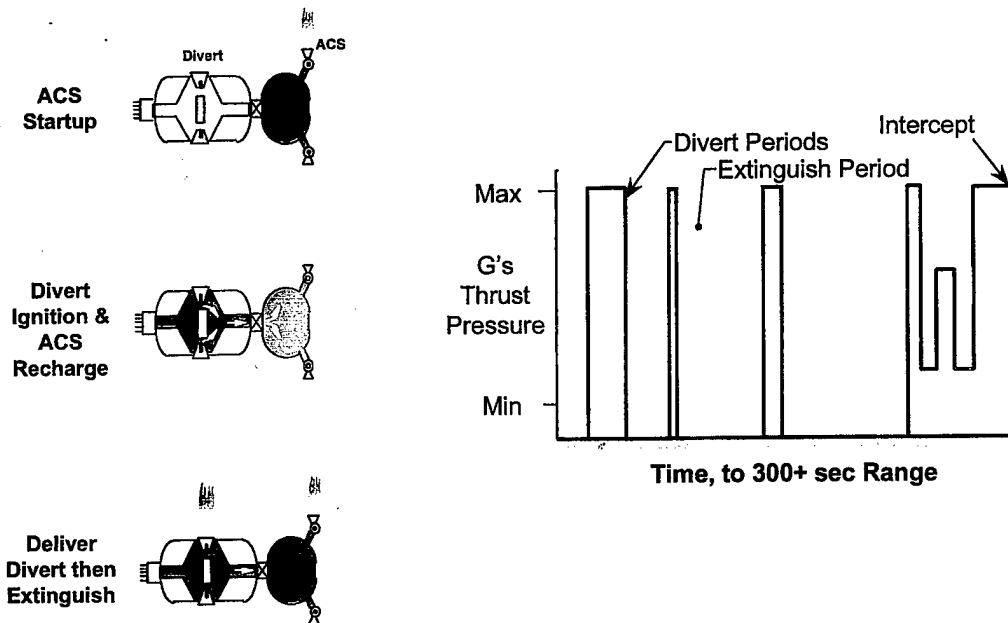 Divert
ACS
ACS
Startup
Divert
Ignition &
ACS
Recharge
Deliver
Divert then
Extinguish
Intercept
Divert Periods
Extinguish Period
Max
G's
Thrust
Pressure
Min
Time, to 300+ sec Range